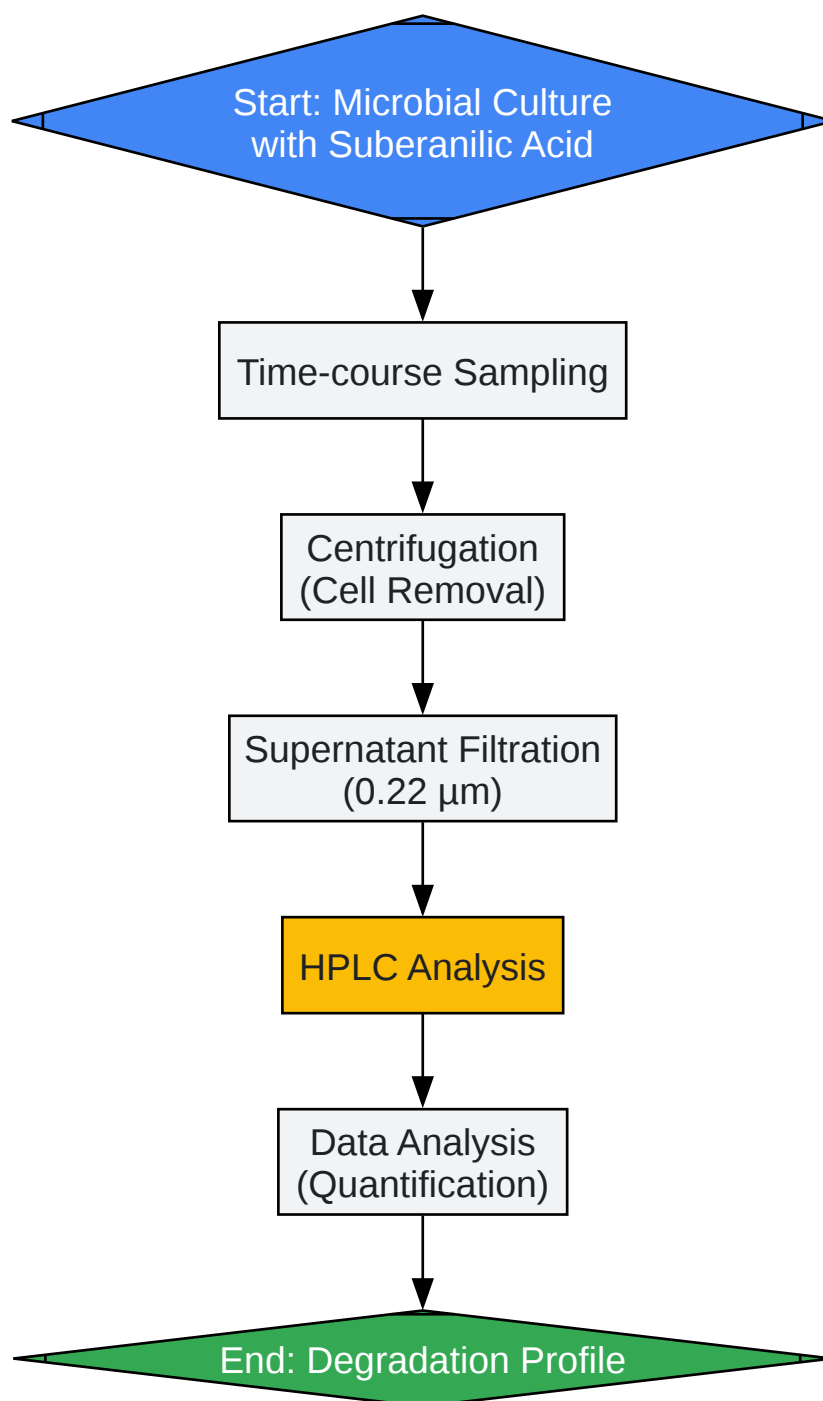 Start: Microbial Culture
with Suberanilic Acid
Time-course Sampling
Centrifugation
(Cell Removal)
Supernatant Filtration
(0.22 µm)
HPLC Analysis
Data Analysis
(Quantification)
End: Degradation Profile